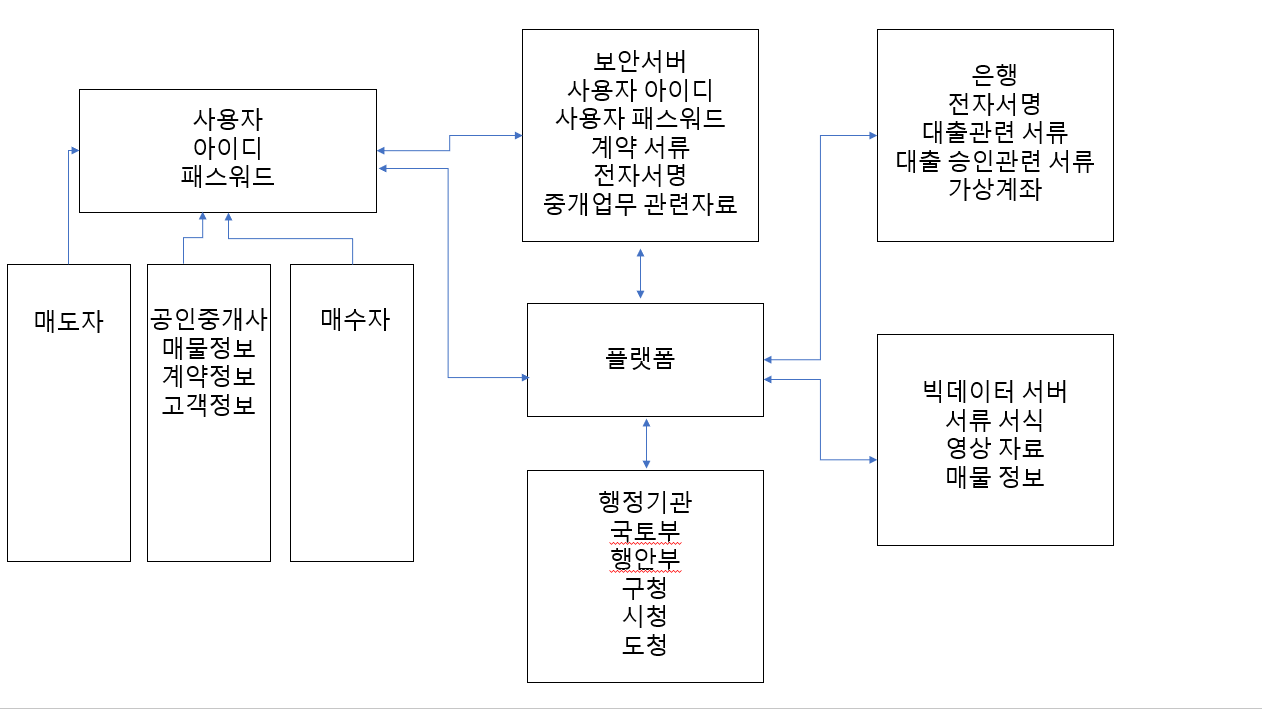 사용자
아이디
패스워드
보안서버
사용자 아이디
사용자 패스워드
계약 서류
전자서명
중개업무 관련자료
은행
전자서명
대출관련 서류
대출 승인관련 서류
가상계좌
매도자
공인중개사
매물정보
계약정보
고객정보
매수자
플랫폼
빅데이터 서버
서류 서식
영상 자료
매물 정보
행정기관
국토부
행안부
구청
시청
도청